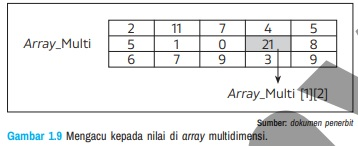 Array_Multi
2 11 7 4 5
5 1 0 21 8
6 7 9 3 9
Array_Multi [1][2]
Sumber: dokumen penerbit
Gambar 1.9 Mengacu kepada nilai di array multidimensi.